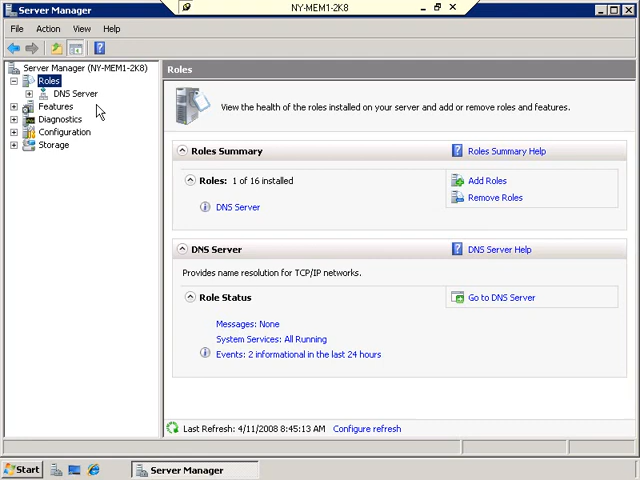 Server Manager
NY-MEM1-2K8
File Action View Help
Server Manager (NY-MEM1-2K8)
Roles
DNS Server
Features
Diagnostics
Configuration
Storage
Roles
View the health of the roles installed on your server and add or remove roles and features.
Roles Summary
Roles Summary Help
Roles: 1 of 16 installed
Add Roles
DNS Server
Remove Roles
DNS Server
DNS Server Help
Provides name resolution for TCP/IP networks.
Role Status
Go to DNS Server
Messages: None
System Services: All Running
Events: 2 informational in the last 24 hours
Last Refresh: 4/11/2008 8:45:13 AM Configure refresh
Start
Server Manager